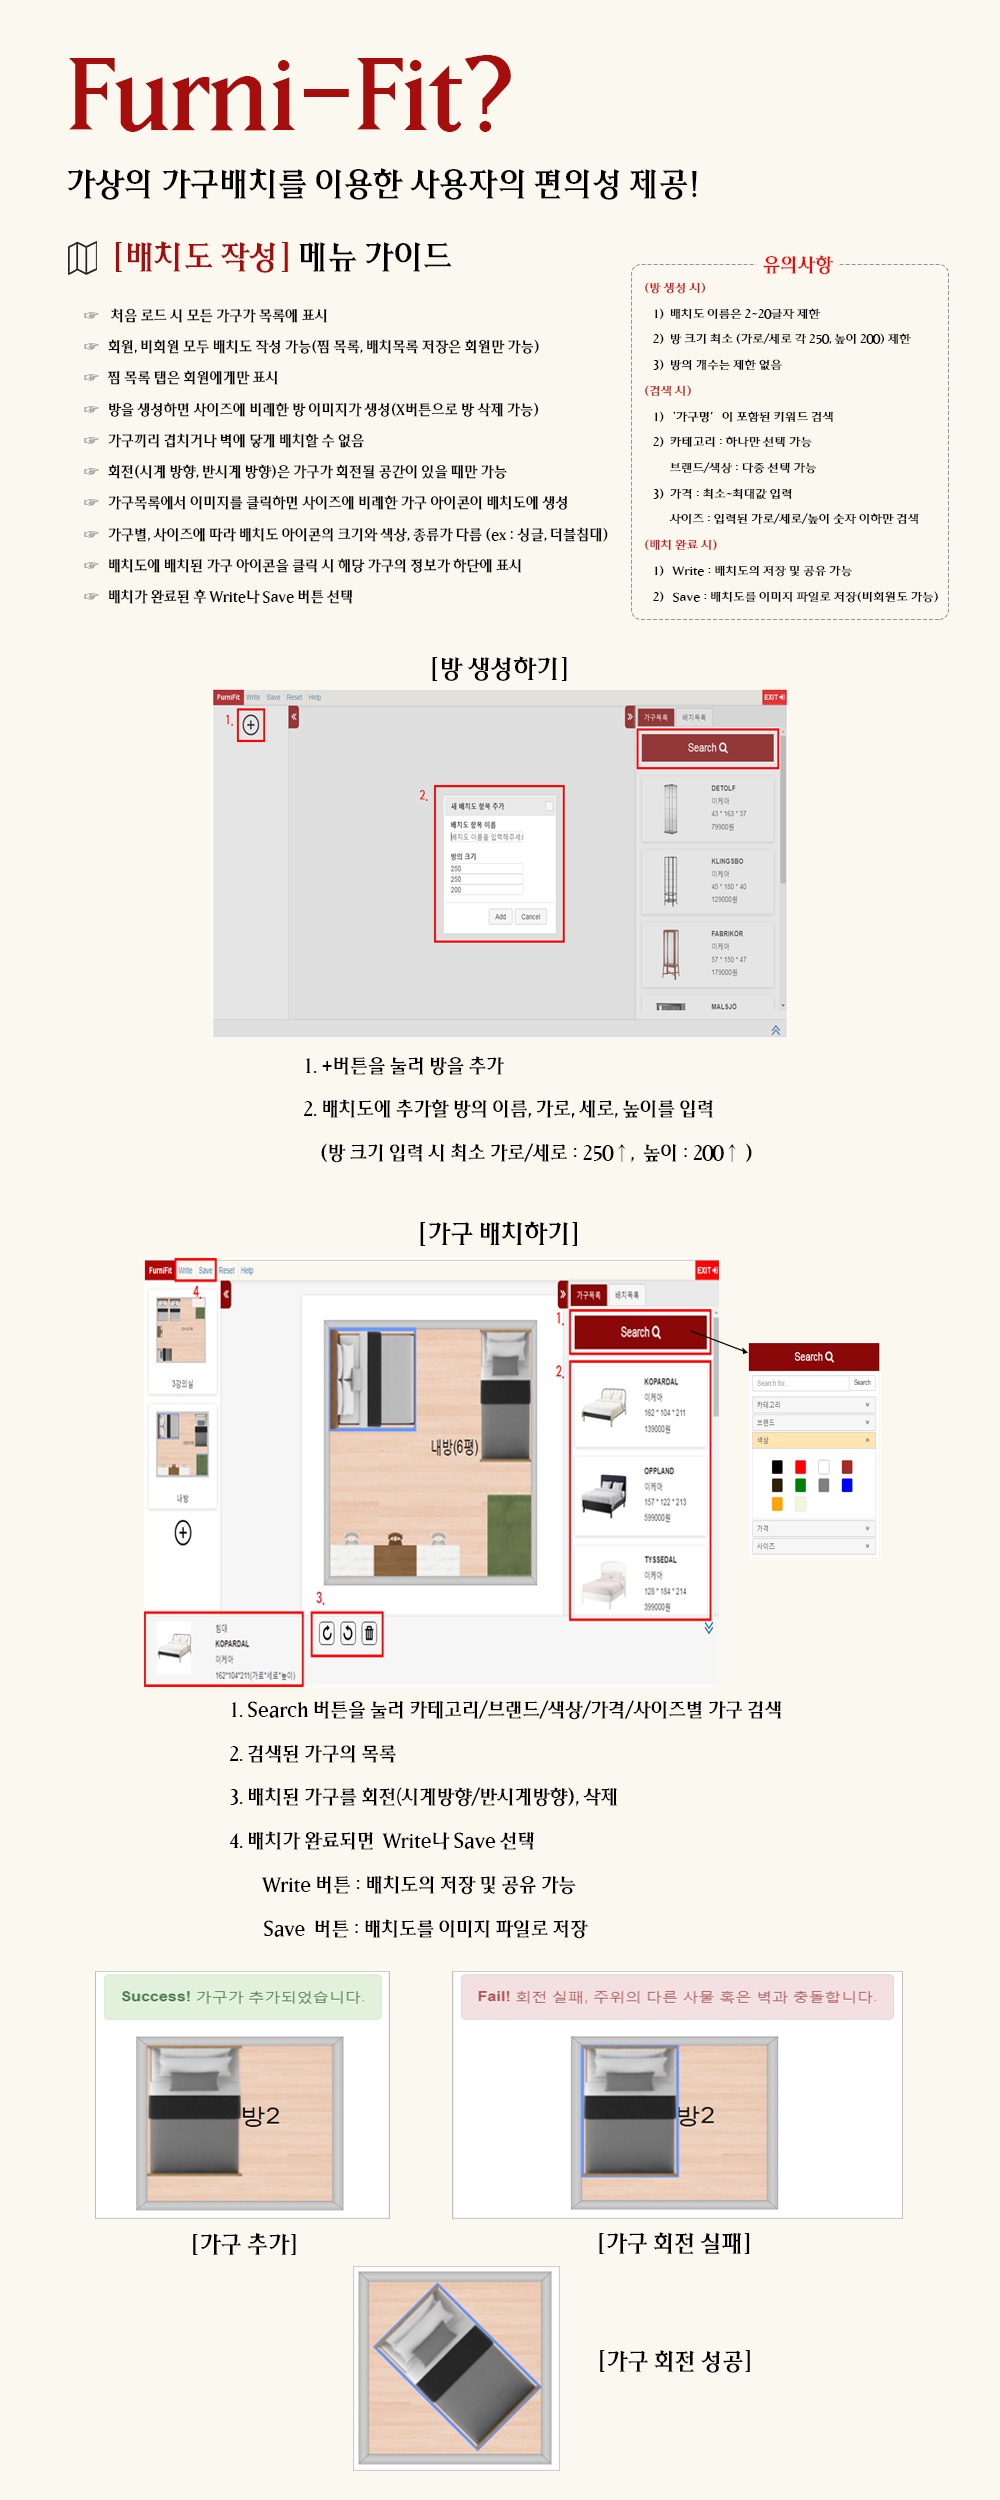 Furni-Fit?
가상의 가구배치를 이용한 사용자의 편의성 제공!
[배치도 작성] 메뉴 가이드
☞ 처음 로드 시 모든 가구가 목록에 표시
☞ 회원, 비회원 모두 배치도 작성 가능(찜 목록, 배치목록 저장은 회원만 가능)
☞ 찜 목록 탭은 회원에게만 표시
☞ 방을 생성하면 사이즈에 비례한 방 이미지가 생성(X버튼으로 방 삭제 가능)
☞ 가구끼리 겹치거나 벽에 닿게 배치할 수 없음
☞ 회전(시계 방향, 반시계 방향)은 가구가 회전될 공간이 있을 때만 가능
☞ 가구목록에서 이미지를 클릭하면 사이즈에 비례한 가구 아이콘이 배치도에 생성
☞ 가구별, 사이즈에 따라 배치도 아이콘의 크기와 색상, 종류가 다름 (ex : 싱글, 더블침대)
☞ 배치도에 배치된 가구 아이콘을 클릭 시 해당 가구의 정보가 하단에 표시
☞ 배치가 완료된 후 Write나 Save 버튼 선택
유의사항
(방 생성 시)
1) 배치도 이름은 2~20글자 제한
2) 방 크기 최소 (가로/세로 각 250, 높이 200) 제한
3) 방의 개수는 제한 없음
(검색 시)
1) '가구명' 이 포함된 키워드 검색
2) 카테고리 : 하나만 선택 가능
브랜드/색상 : 다중 선택 가능
3) 가격 : 최소~최대값 입력
사이즈 : 입력된 가로/세로/높이 숫자 이하만 검색
(배치 완료 시)
1) Write : 배치도의 저장 및 공유 가능
2) Save : 배치도를 이미지 파일로 저장(비회원도 가능)
[방 생성하기]
FurniFit Write Save Reset Help EXIT
1.
가구목록 배치목록
Search
DETOLF
이케아
43 * 163 * 37
79900원
KLINGSBO
이케아
45 * 180 * 40
129000원
FABRIKÖR
이케아
57 * 150 * 47
179000원
MALSJÖ
2.
새 배치도 항목 추가
배치도 항목 이름
배치도 이름을 입력해주세요
방의 크기
250
250
200
Add Cancel
1. +버튼을 눌러 방을 추가
2. 배치도에 추가할 방의 이름, 가로, 세로, 높이를 입력
(방 크기 입력 시 최소 가로/세로 : 250↑, 높이 : 200↑ )
[가구 배치하기]
FurniFit Write Save Reset Help EXIT
4.
3강의실
내방
내방(6평)
가구목록 배치목록
1.
Search
2.
KOPARDAL
이케아
162 * 104 * 211
139000원
OPPLAND
이케아
157 * 122 * 213
599000원
TYSSEDAL
이케아
128 * 184 * 214
399000원
Search
Search for... Search
카테고리
브랜드
색상
가격
사이즈
3.
침대
KOPARDAL
이케아
162*104*211(가로*세로*높이)
1. Search 버튼을 눌러 카테고리/브랜드/색상/가격/사이즈별 가구 검색
2. 검색된 가구의 목록
3. 배치된 가구를 회전(시계방향/반시계방향), 삭제
4. 배치가 완료되면 Write나 Save 선택
Write 버튼 : 배치도의 저장 및 공유 가능
Save 버튼 : 배치도를 이미지 파일로 저장
Success! 가구가 추가되었습니다.
방2
[가구 추가]
Fail! 회전 실패, 주위의 다른 사물 혹은 벽과 충돌합니다.
방2
[가구 회전 실패]
[가구 회전 성공]